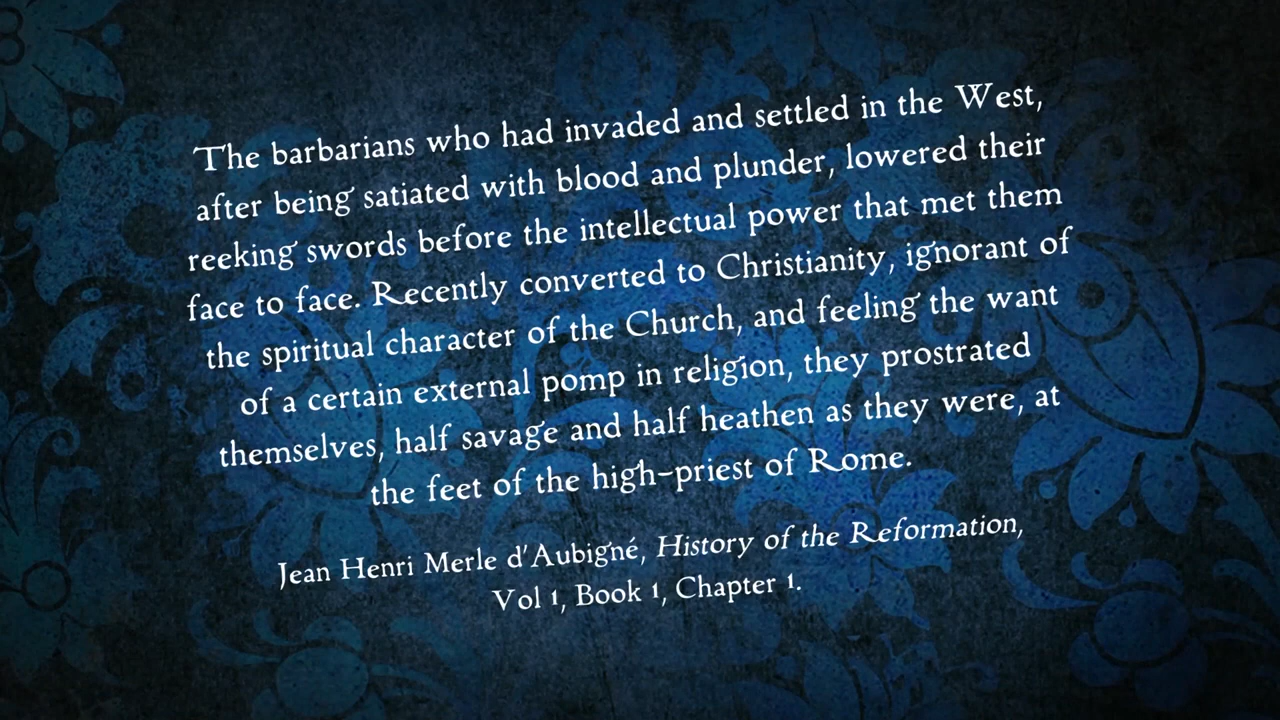 The barbarians who had invaded and settled in the West,
after being satiated with blood and plunder, lowered their
reeking swords before the intellectual power that met them
face to face. Recently converted to Christianity, ignorant of
the spiritual character of the Church, and feeling the want
of a certain external pomp in religion, they prostrated
themselves, half savage and half heathen as they were, at
the feet of the high-priest of Rome.
Jean Henri Merle d'Aubigné, History of the Reformation,
Vol 1, Book 1, Chapter 1.